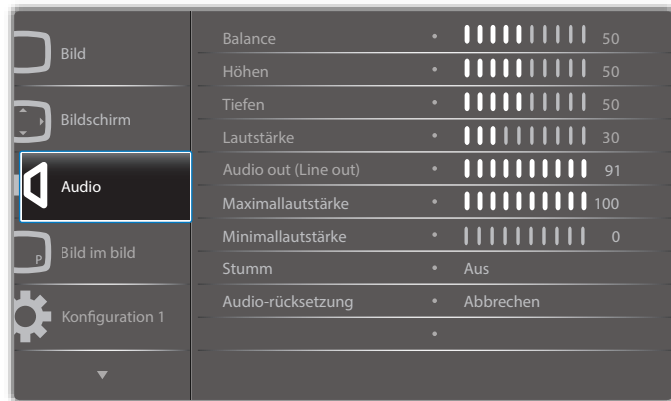 Bild
Bildschirm
Audio
P
Bild im bild
Konfiguration 1
Balance • 50
Höhen • 50
Tiefen • 50
Lautstärke • 30
Audio out (Line out) • 91
Maximallautstärke • 100
Minimallautstärke • 0
Stumm • Aus
Audio-rücksetzung • Abbrechen
•